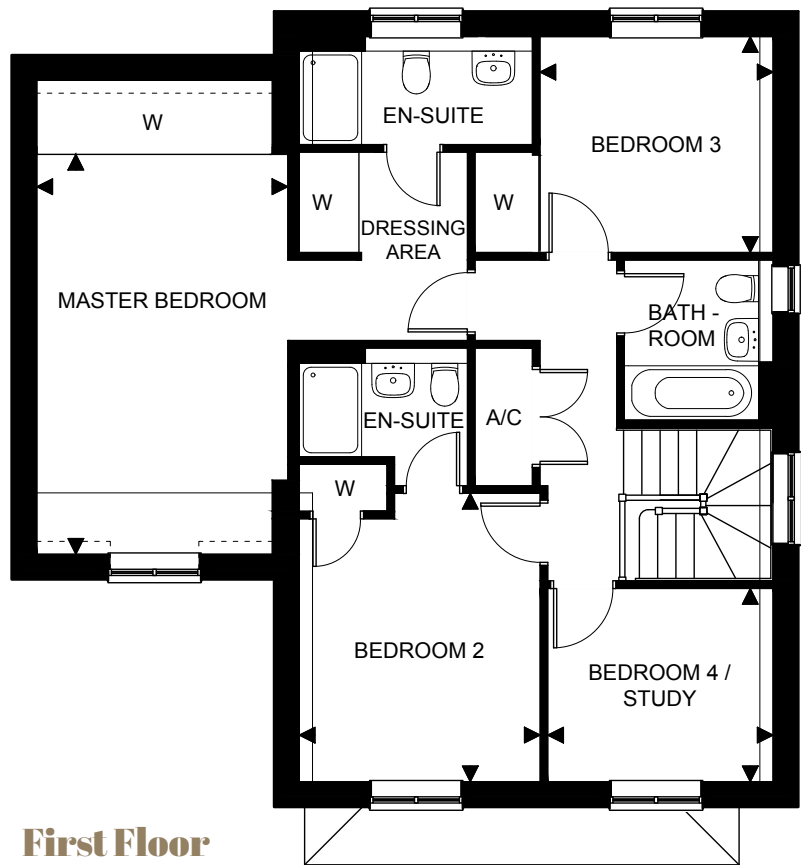 EN-SUITE
W
BEDROOM 3
W
DRESSING
AREA
W
MASTER BEDROOM
BATH -
ROOM
EN-SUITE
A/C
W
BEDROOM 2
BEDROOM 4 /
STUDY
First Floor